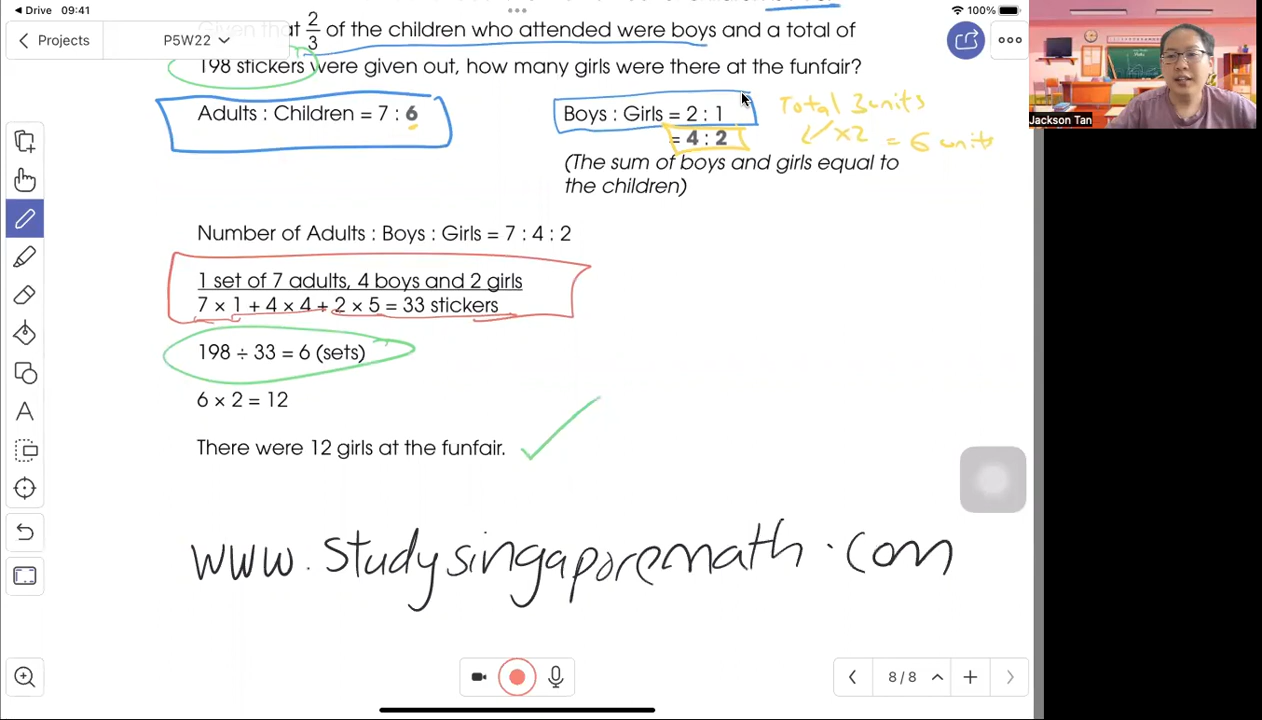 Drive 09:41 100%
Projects P5W22
Given that 2/3 of the children who attended were boys and a total of
198 stickers were given out, how many girls were there at the funfair?
Adults : Children = 7 : 6
Boys : Girls = 2 : 1
= 4 : 2
Total 3 units
×2 = 6 units
(The sum of boys and girls equal to
the children)
Jackson Tan
Number of Adults : Boys : Girls = 7 : 4 : 2
1 set of 7 adults, 4 boys and 2 girls
7 × 1 + 4 × 4 + 2 × 5 = 33 stickers
198 ÷ 33 = 6 (sets)
6 × 2 = 12
There were 12 girls at the funfair.
www.studysingaporemath.com
8/8